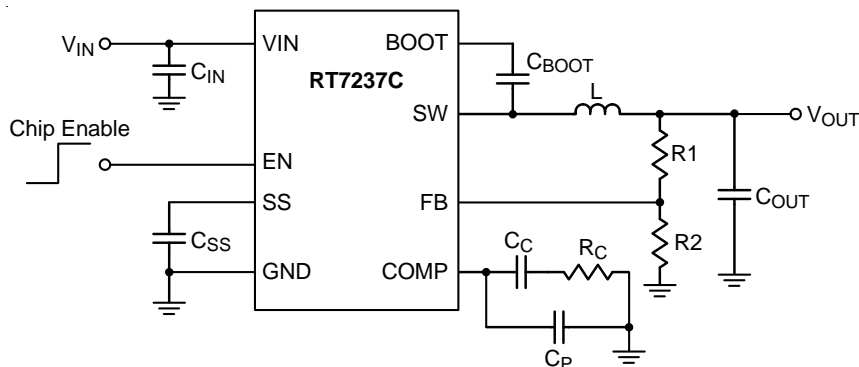 VIN
VIN
BOOT
CIN
RT7237C
CBOOT
SW
L
VOUT
Chip Enable
R1
EN
SS
FB
COUT
CSS
CC
RC
R2
GND
COMP
CP